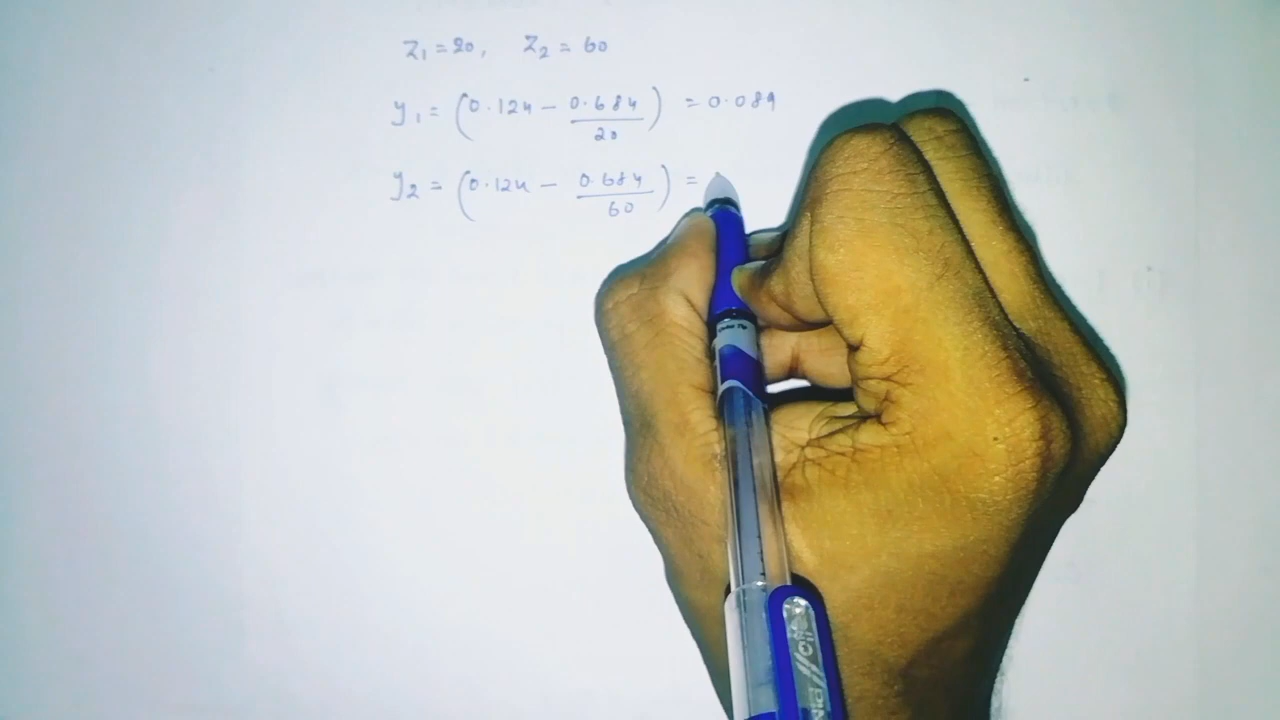 Z1 = 20, Z2 = 60
y1 = (0.124 - 0.684/20) = 0.089
y2 = (0.124 - 0.684/60) =